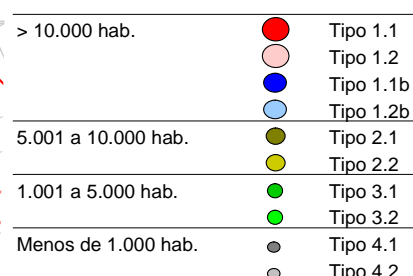 > 10.000 hab. Tipo 1.1
Tipo 1.2
Tipo 1.1b
Tipo 1.2b
5.001 a 10.000 hab. Tipo 2.1
Tipo 2.2
1.001 a 5.000 hab. Tipo 3.1
Tipo 3.2
Menos de 1.000 hab. Tipo 4.1
Tipo 4.2